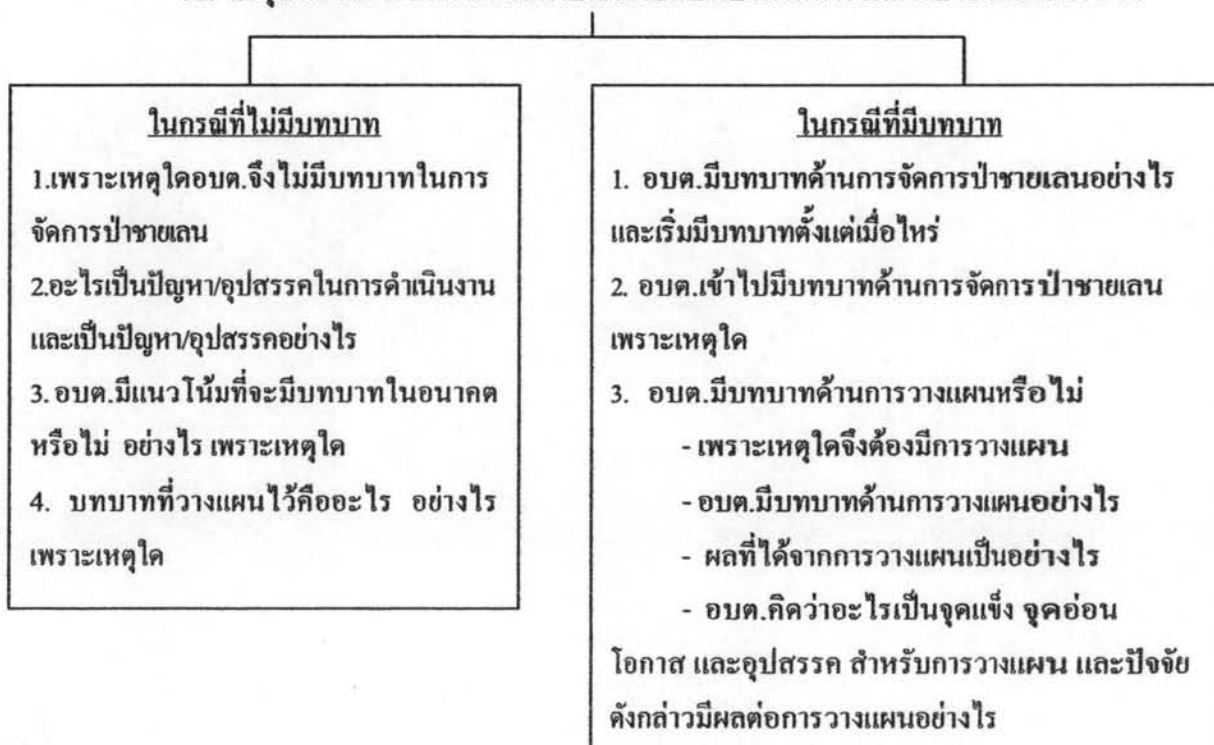 ในกรณีที่ไม่มีบทบาท
1.เพราะเหตุใดอบต.จึงไม่มีบทบาทในการ
จัดการป่าชายเลน
2.อะไรเป็นปัญหา/อุปสรรคในการดำเนินงาน
และเป็นปัญหา/อุปสรรคอย่างไร
3. อบต.มีแนวโน้มที่จะมีบทบาทในอนาคต
หรือไม่ อย่างไร เพราะเหตุใด
4. บทบาทที่วางแผนไว้คืออะไร อย่างไร
เพราะเหตุใด
ในกรณีที่มีบทบาท
1. อบต.มีบทบาทด้านการจัดการป่าชายเลนอย่างไร
และเริ่มมีบทบาทตั้งแต่เมื่อไหร่
2. อบต.เข้าไปมีบทบาทด้านการจัดการป่าชายเลน
เพราะเหตุใด
3. อบต.มีบทบาทด้านการวางแผนหรือไม่
- เพราะเหตุใดจึงต้องมีการวางแผน
- อบต.มีบทบาทด้านการวางแผนอย่างไร
- ผลที่ได้จากการวางแผนเป็นอย่างไร
- อบต.คิดว่าอะไรเป็นจุดแข็ง จุดอ่อน
โอกาส และอุปสรรค สำหรับการวางแผน และปัจจัย
ดังกล่าวมีผลต่อการวางแผนอย่างไร